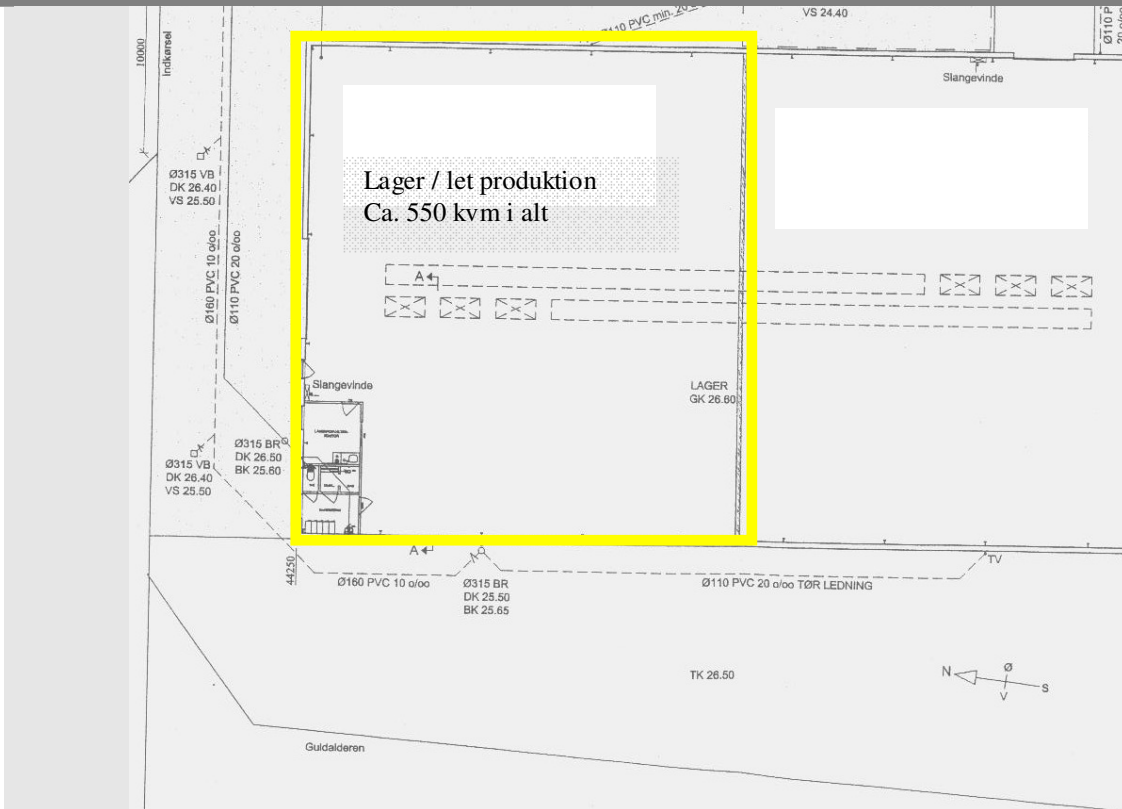 10000
Indkørsel
Ø110 PVC min. 20 o/oo
VS 24.40
Slangevinde
Ø315 VB
DK 26.40
VS 25.50
Lager / let produktion
Ca. 550 kvm i alt
Ø160 PVC 10 o/oo
Ø110 PVC 20 o/oo
A
Slangevinde
LAGER
GK 26.60
Ø315 BR
DK 26.50
BK 25.60
Ø315 VB
DK 26.40
VS 25.50
A
44250
Ø160 PVC 10 o/oo
Ø315 BR
DK 25.50
BK 25.65
Ø110 PVC 20 o/oo TØR LEDNING
TV
TK 26.50
N
Ø
S
V
Guldalderen